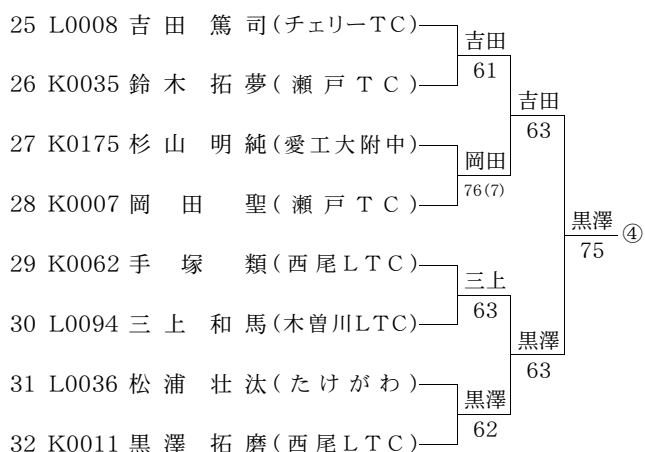 25 L0008 吉田 篤司(チェリーTC)
吉田
61
26 K0035 鈴木 拓夢(瀬戸TC)
吉田
63
27 K0175 杉山 明純(愛工大附中)
岡田
76(7)
28 K0007 岡田 聖(瀬戸TC)
黒澤 ④
75
29 K0062 手塚 類(西尾LTC)
三上
63
30 L0094 三上 和馬(木曽川LTC)
黒澤
63
31 L0036 松浦 壮汰(たけがわ)
黒澤
62
32 K0011 黒澤 拓磨(西尾LTC)